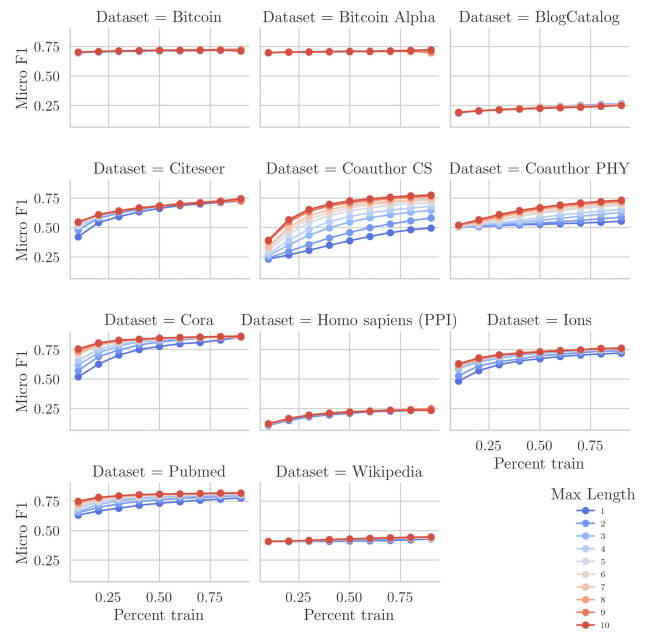 Dataset = Bitcoin
Dataset = Bitcoin Alpha
Dataset = BlogCatalog
Micro F1
0.75
0.50
0.25
Dataset = Citeseer
Dataset = Coauthor CS
Dataset = Coauthor PHY
Micro F1
0.75
0.50
0.25
Dataset = Cora
Dataset = Homo sapiens (PPI)
Dataset = Ions
Micro F1
0.75
0.50
0.25
0.25 0.50 0.75
Percent train
Dataset = Pubmed
Dataset = Wikipedia
Micro F1
0.75
0.50
0.25
0.25 0.50 0.75
0.25 0.50 0.75
Percent train
Percent train
Max Length
1
2
3
4
5
6
7
8
9
10